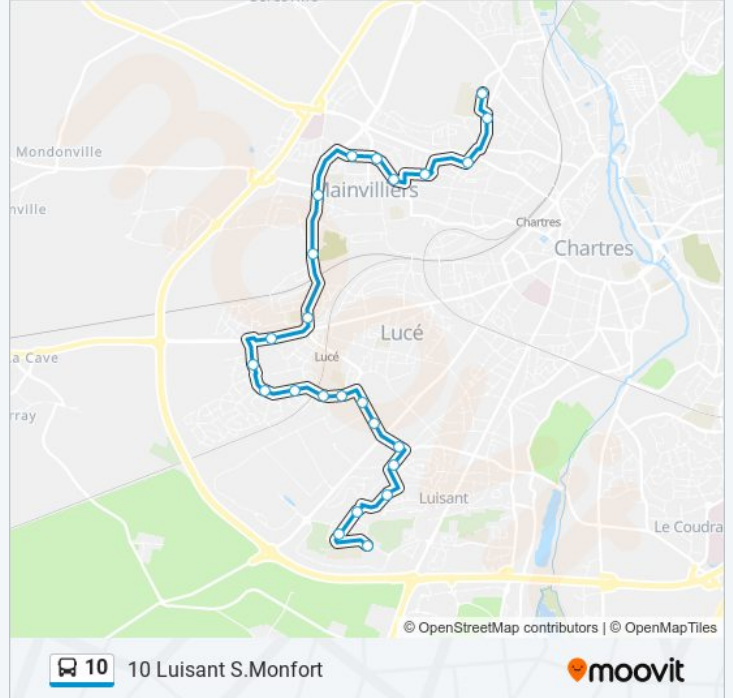 Mondonville
nville
Mainvilliers
Chartres
Chartres
Lucé
a Cave
Lucé
rray
Luisant
Le Coudra
© OpenStreetMap contributors | © OpenMapTiles
10
10 Luisant S.Monfort
moovit